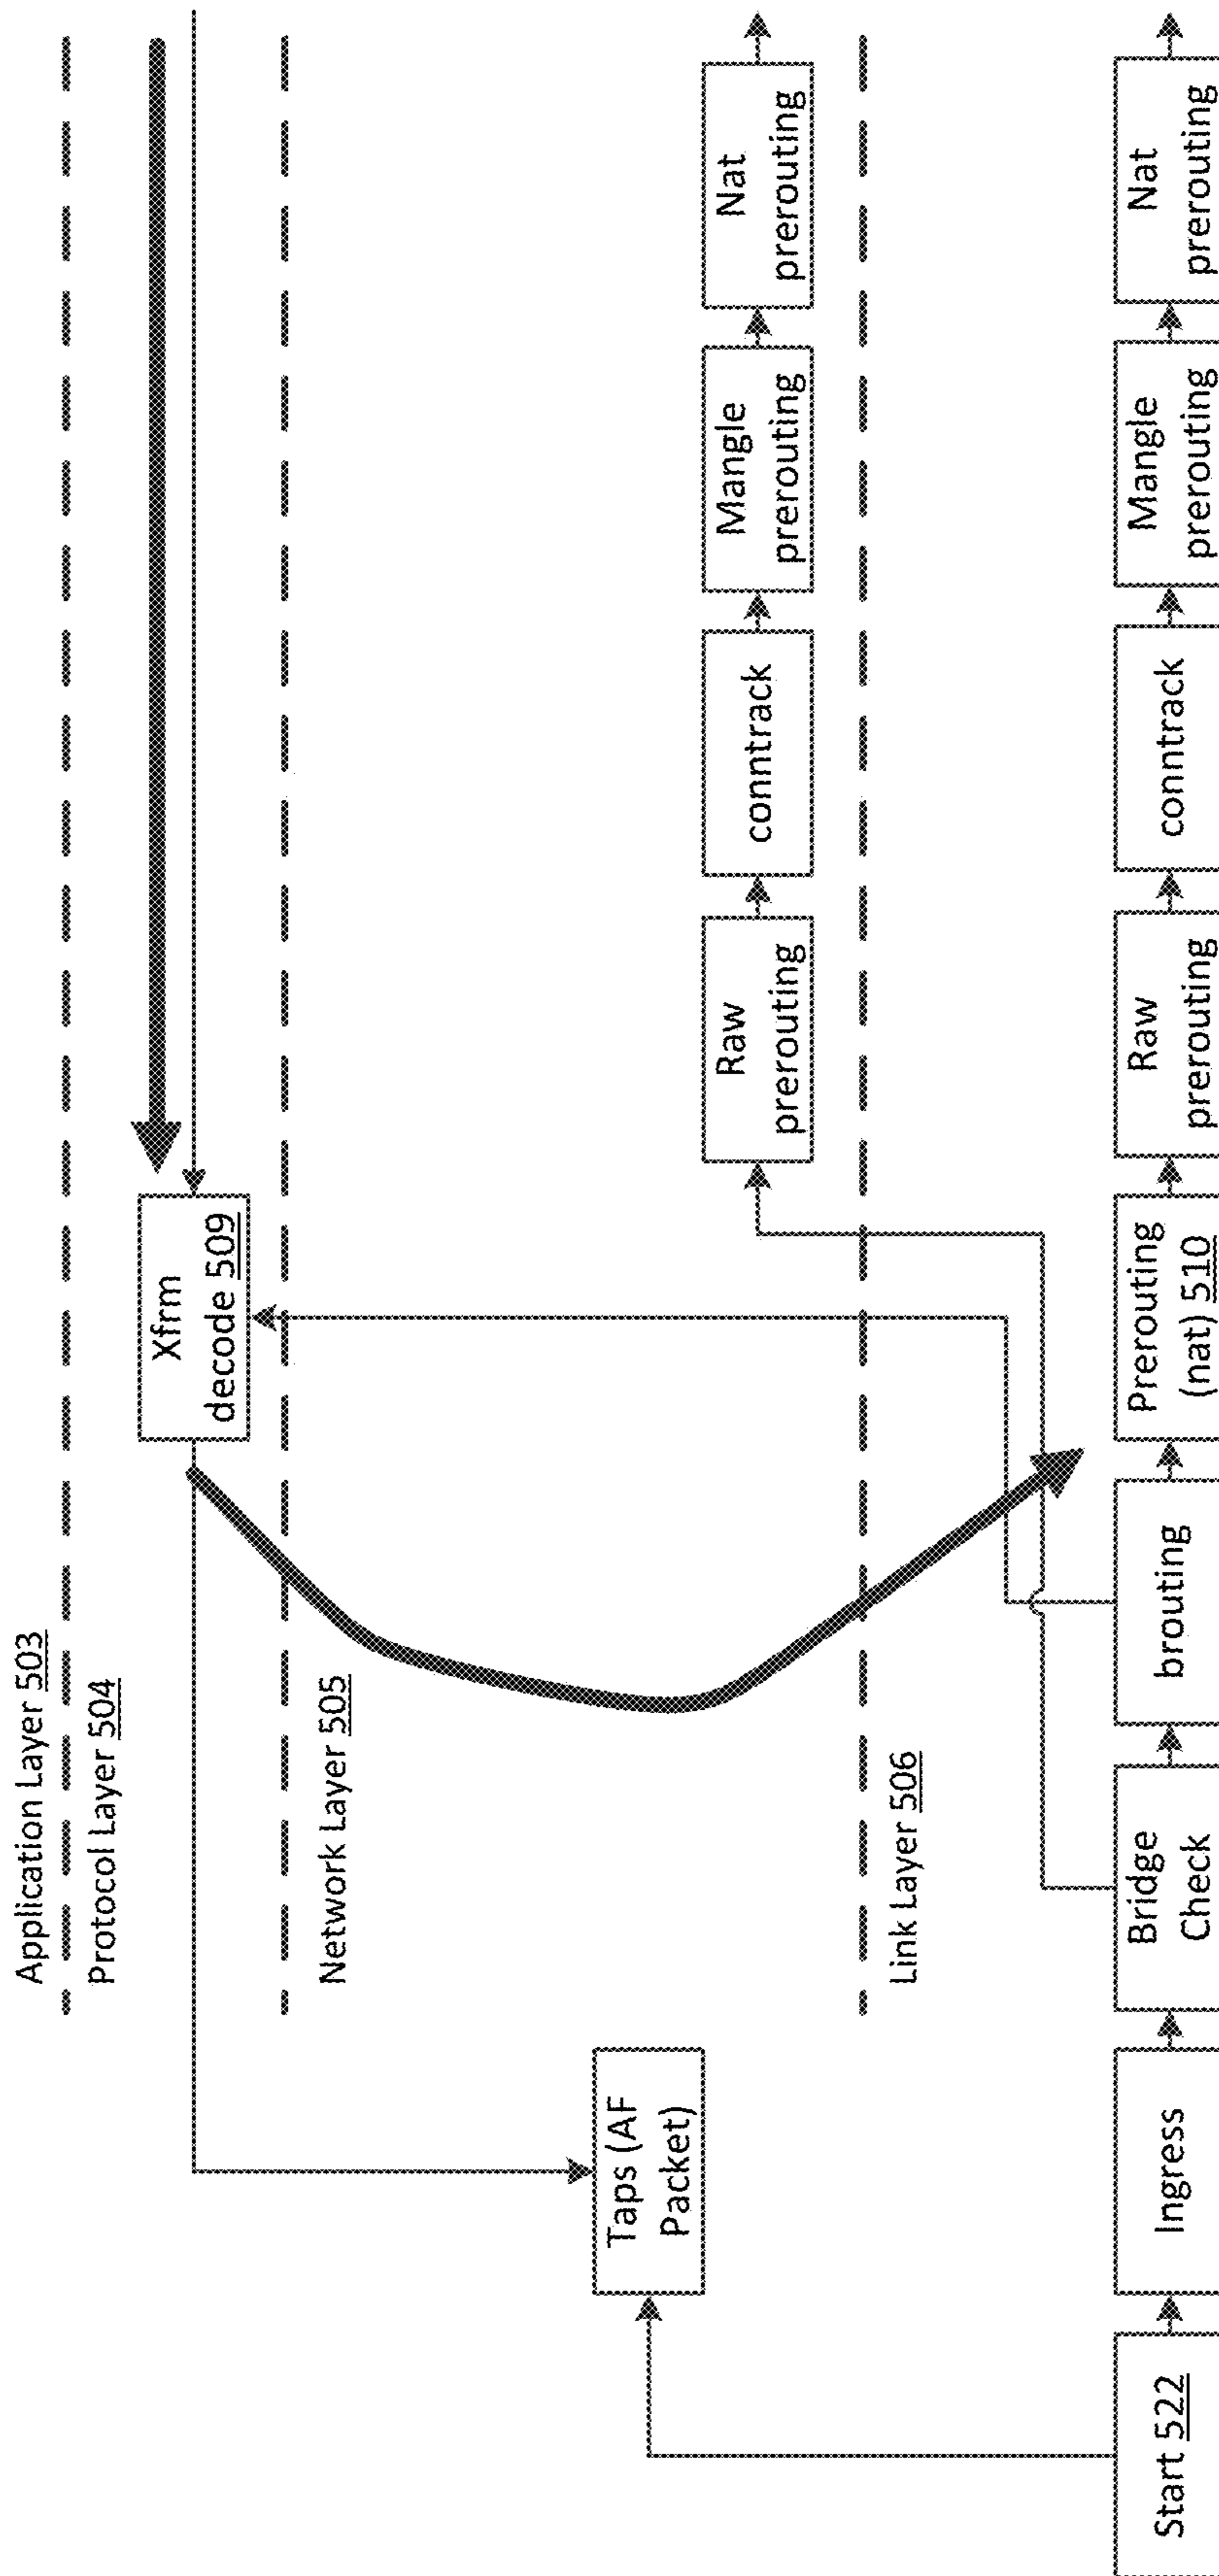 Application Layer 503
Protocol Layer 504
Xfrm
decode 509
Network Layer 505
Taps (AF
Packet)
Raw
prerouting
conntrack
Mangle
prerouting
Nat
prerouting
Link Layer 506
Start 522
Ingress
Bridge
Check
brouting
Prerouting
(nat) 510
Raw
prerouting
conntrack
Mangle
prerouting
Nat
prerouting